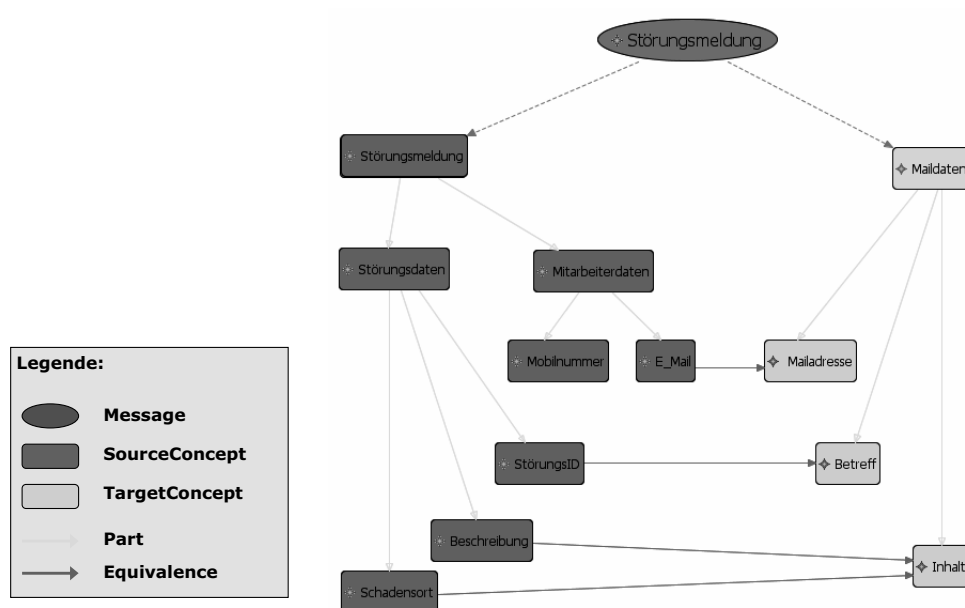 Störungsmeldung
Störungsmeldung
Maildaten
Störungsdaten
Mitarbeiterdaten
Mobilnummer
E_Mail
Mailadresse
StörungsID
Betreff
Beschreibung
Inhalt
Schadensort
Legende:
Message
SourceConcept
TargetConcept
Part
Equivalence